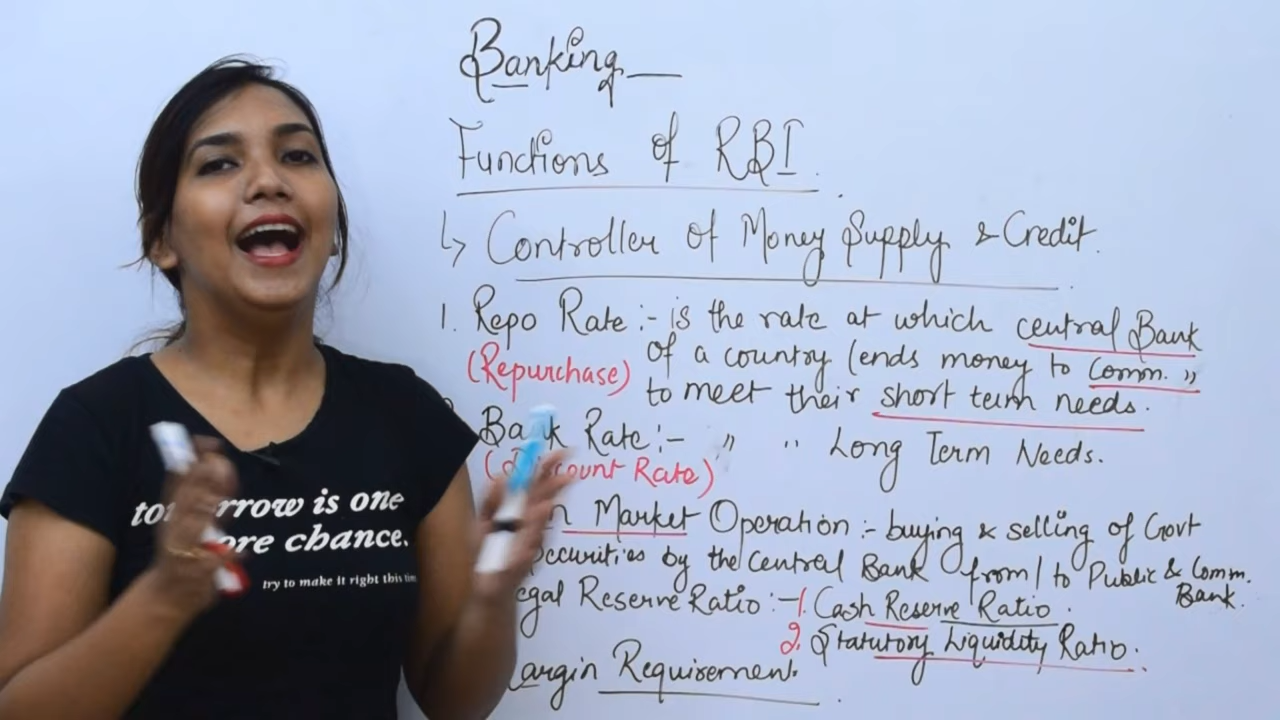 Banking
Functions of RBI.
↳ Controller of Money Supply & Credit.
1. Repo Rate :- is the rate at which central Bank
(Repurchase) of a country lends money to Comm. "
to meet their short term needs.
Bank Rate :- " " Long Term Needs.
(Discount Rate)
Market Operation :- buying & selling of Govt
securities by the Central Bank from/to Public & Comm.
Bank.
egal Reserve Ratio :- 1. Cash Reserve Ratio.
2. Statutory Liquidity Ratio.
argin Requirement.
tomorrow is one
more chance.
try to make it right this tim